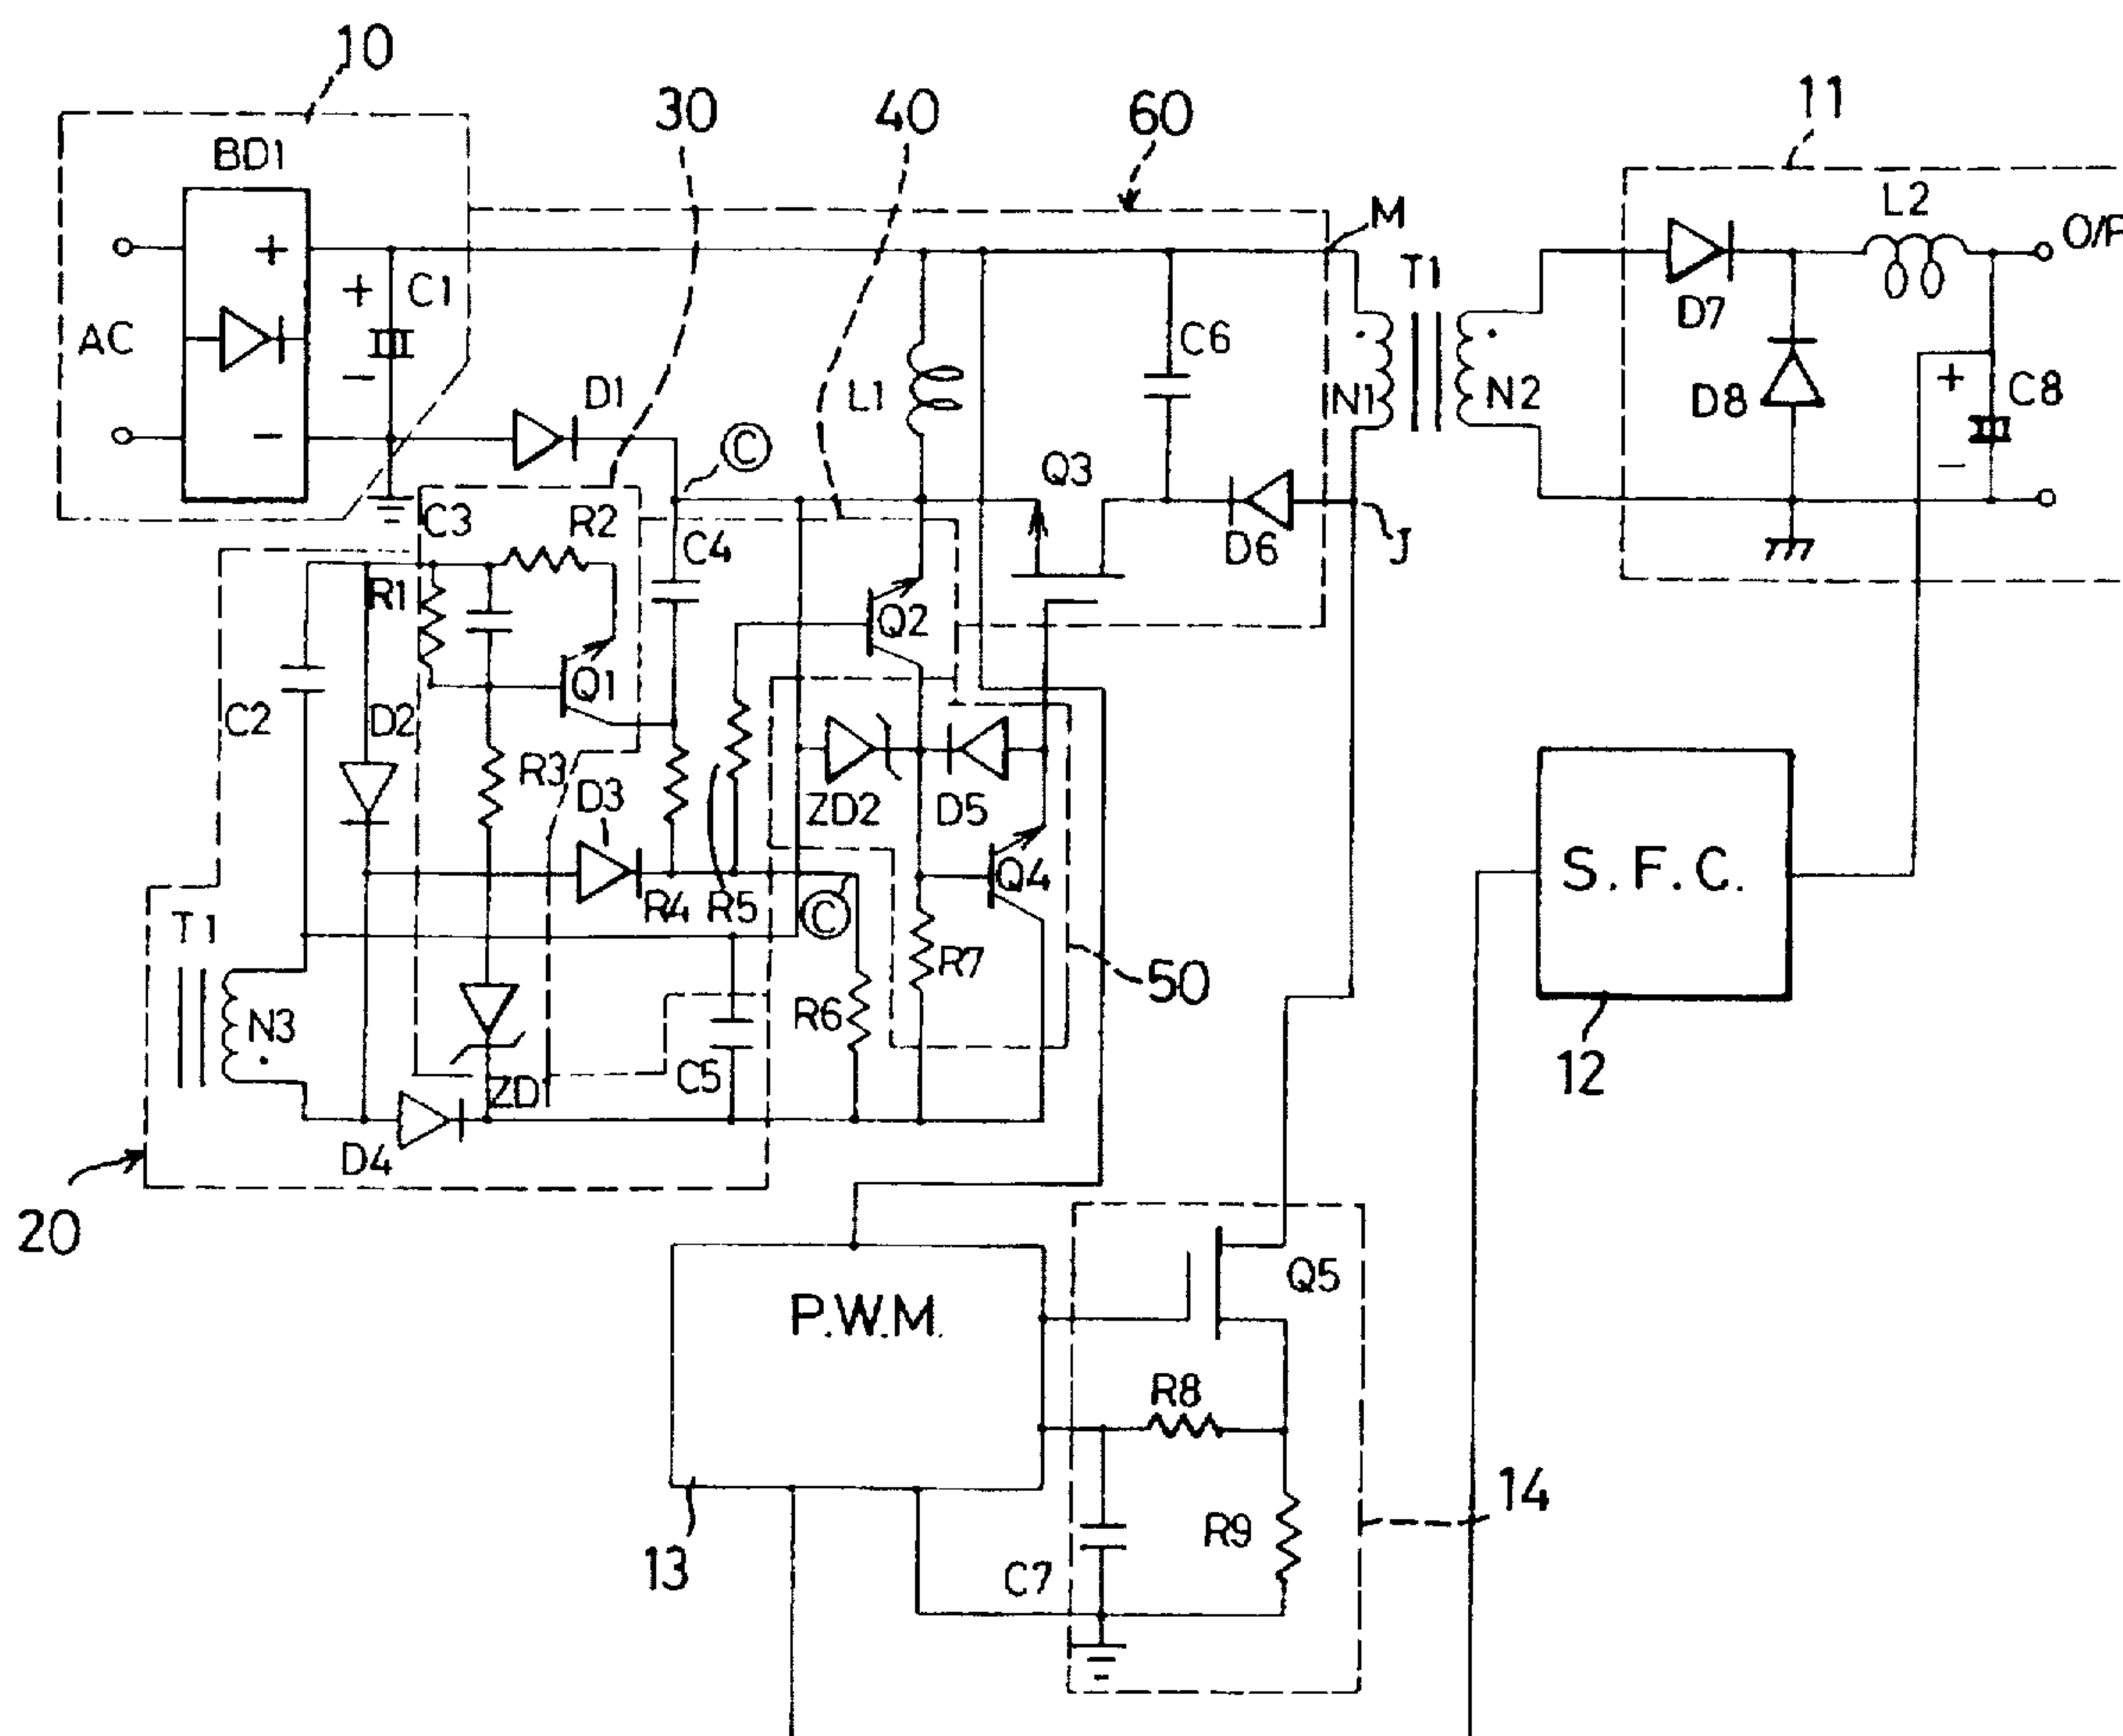 10
30
40
60
11
BD1
+
M
L2
O/P
T1
+
C1
AC
D7
C6
−
D1
L1
N1
N2
D8
+
C8
−
©
Q3
−
C3
R2
C4
D6
J
R1
Q2
Q1
C2
D2
R3
D3
ZD2
D5
S.F.C.
Q4
R4
R5
©
T1
R7
50
N3
R6
12
C5
ZD1
D4
20
Q5
P.W.M.
R8
14
R9
13
C7